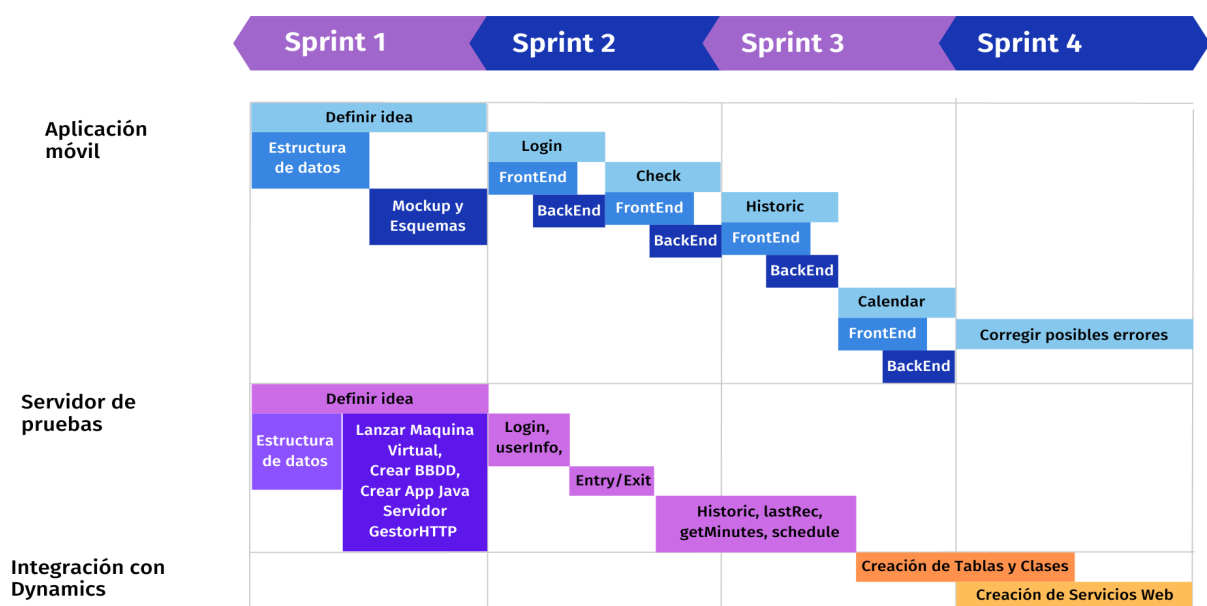 Sprint 1
Sprint 2
Sprint 3
Sprint 4
Aplicación
móvil
Definir idea
Estructura
de datos
Mockup y
Esquemas
Login
FrontEnd
BackEnd
Check
FrontEnd
BackEnd
Historic
FrontEnd
BackEnd
Calendar
FrontEnd
BackEnd
Corregir posibles errores
Servidor de
pruebas
Definir idea
Estructura
de datos
Lanzar Maquina
Virtual,
Crear BBDD,
Crear App Java
Servidor
GestorHTTP
Login,
userInfo,
Entry/Exit
Historic, lastRec,
getMinutes, schedule
Integración con
Dynamics
Creación de Tablas y Clases
Creación de Servicios Web